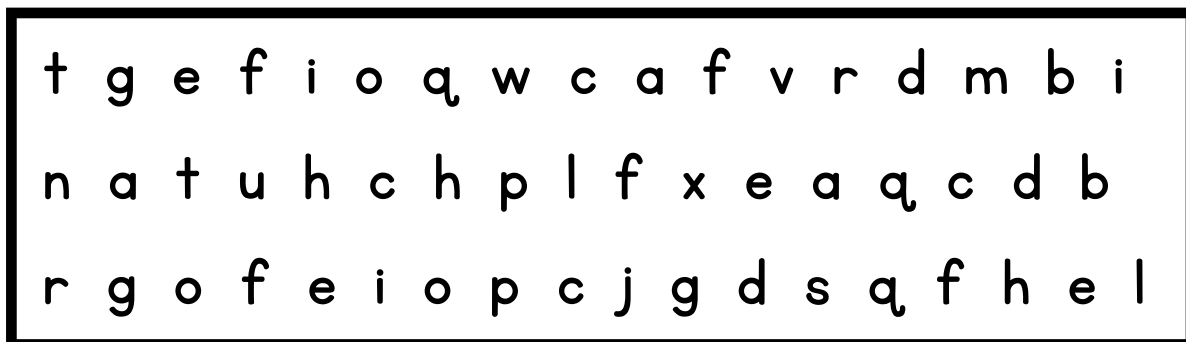 t g e f i o q w c a f v r d m b i
n a t u h c h p l f x e a q c d b
r g o f e i o p c j g d s q f h e l